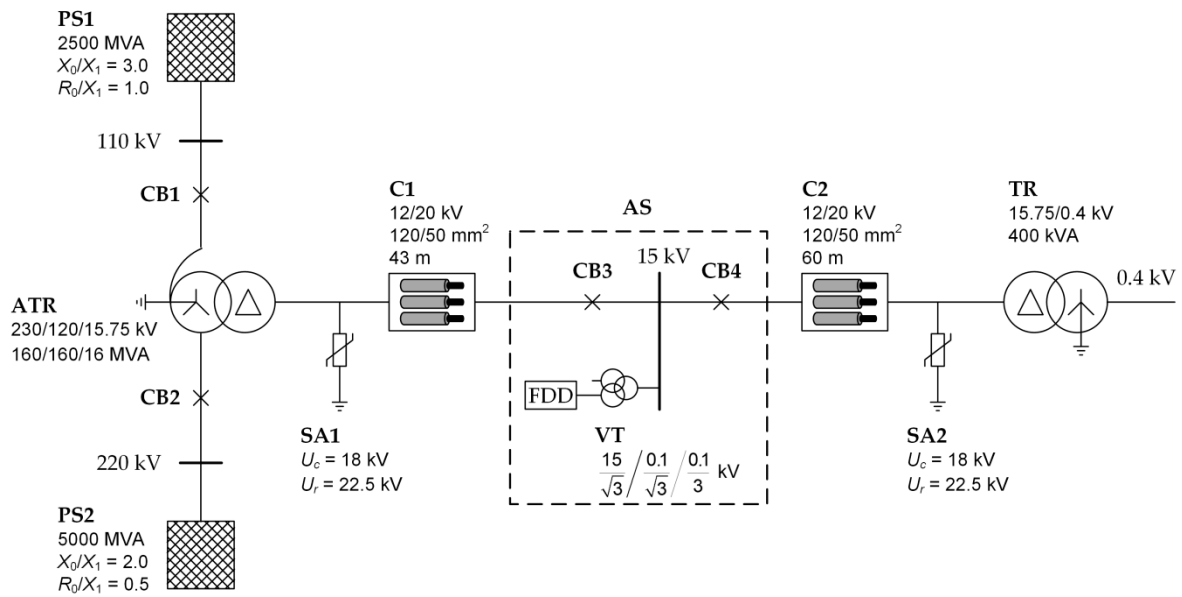 PS1
2500 MVA
X₀/X₁ = 3.0
R₀/X₁ = 1.0
110 kV
CB1
ATR
230/120/15.75 kV
160/160/16 MVA
CB2
220 kV
PS2
5000 MVA
X₀/X₁ = 2.0
R₀/X₁ = 0.5
SA1
U_c = 18 kV
U_r = 22.5 kV
C1
12/20 kV
120/50 mm²
43 m
AS
CB3
15 kV
CB4
FDD
VT
15/√3 / 0.1/√3 / 0.1/3 kV
C2
12/20 kV
120/50 mm²
60 m
SA2
U_c = 18 kV
U_r = 22.5 kV
TR
15.75/0.4 kV
400 kVA
0.4 kV